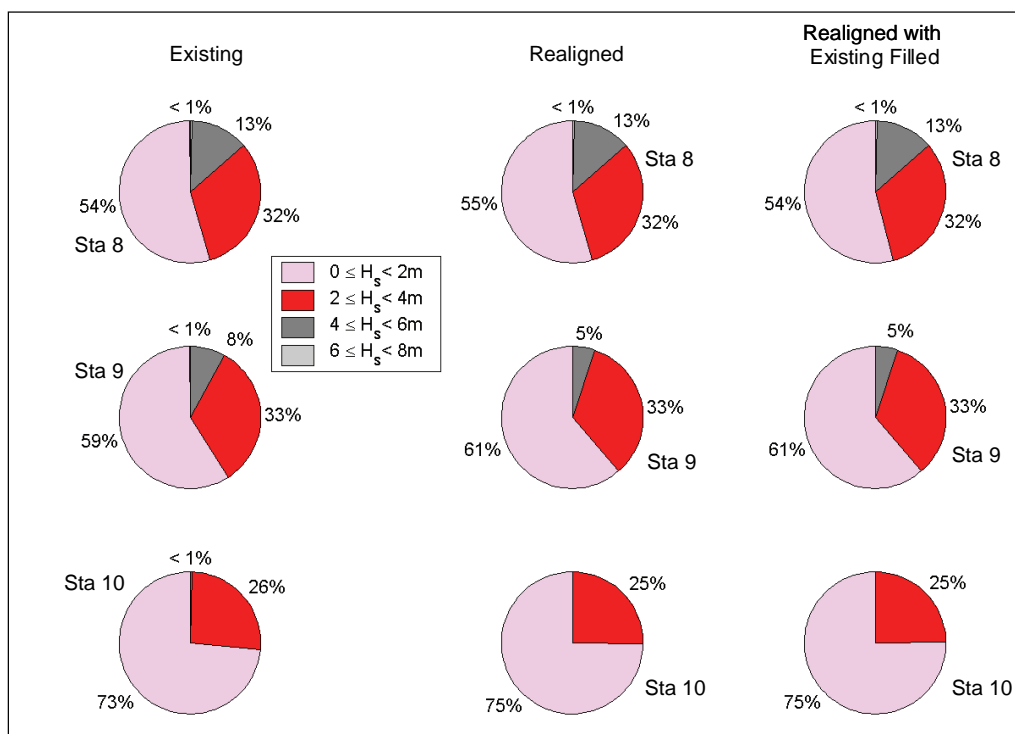 Existing
Realigned
Realigned with
Existing Filled
< 1%
13%
32%
54%
Sta 8
< 1%
13%
Sta 8
32%
55%
< 1%
13%
Sta 8
32%
54%
0 ≤ Hs < 2m
2 ≤ Hs < 4m
4 ≤ Hs < 6m
6 ≤ Hs < 8m
< 1%
8%
Sta 9
33%
59%
5%
33%
61%
Sta 9
5%
33%
61%
Sta 9
< 1%
Sta 10
26%
73%
25%
Sta 10
75%
25%
Sta 10
75%